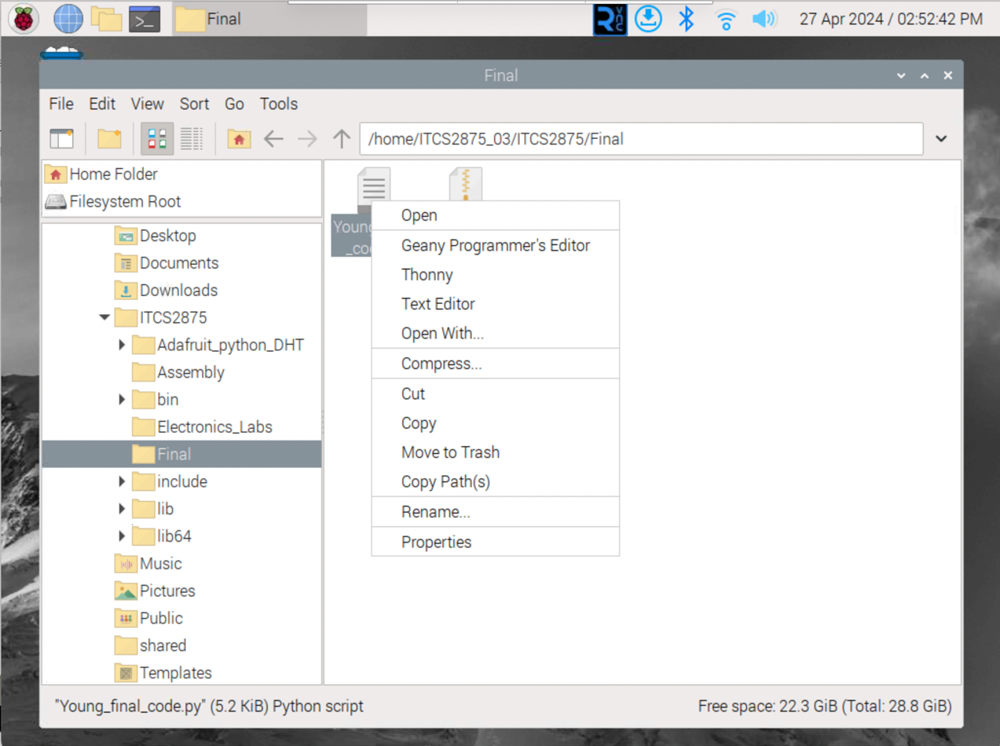 Final
27 Apr 2024 / 02:52:42 PM
Final
File Edit View Sort Go Tools
/home/ITCS2875_03/ITCS2875/Final
Home Folder
Filesystem Root
Desktop
Documents
Downloads
ITCS2875
Adafruit_python_DHT
Assembly
bin
Electronics_Labs
Final
include
lib
lib64
Music
Pictures
Public
shared
Templates
Open
Geany Programmer's Editor
Thonny
Text Editor
Open With...
Compress...
Cut
Copy
Move to Trash
Copy Path(s)
Rename...
Properties
"Young_final_code.py" (5.2 KiB) Python script
Free space: 22.3 GiB (Total: 28.8 GiB)